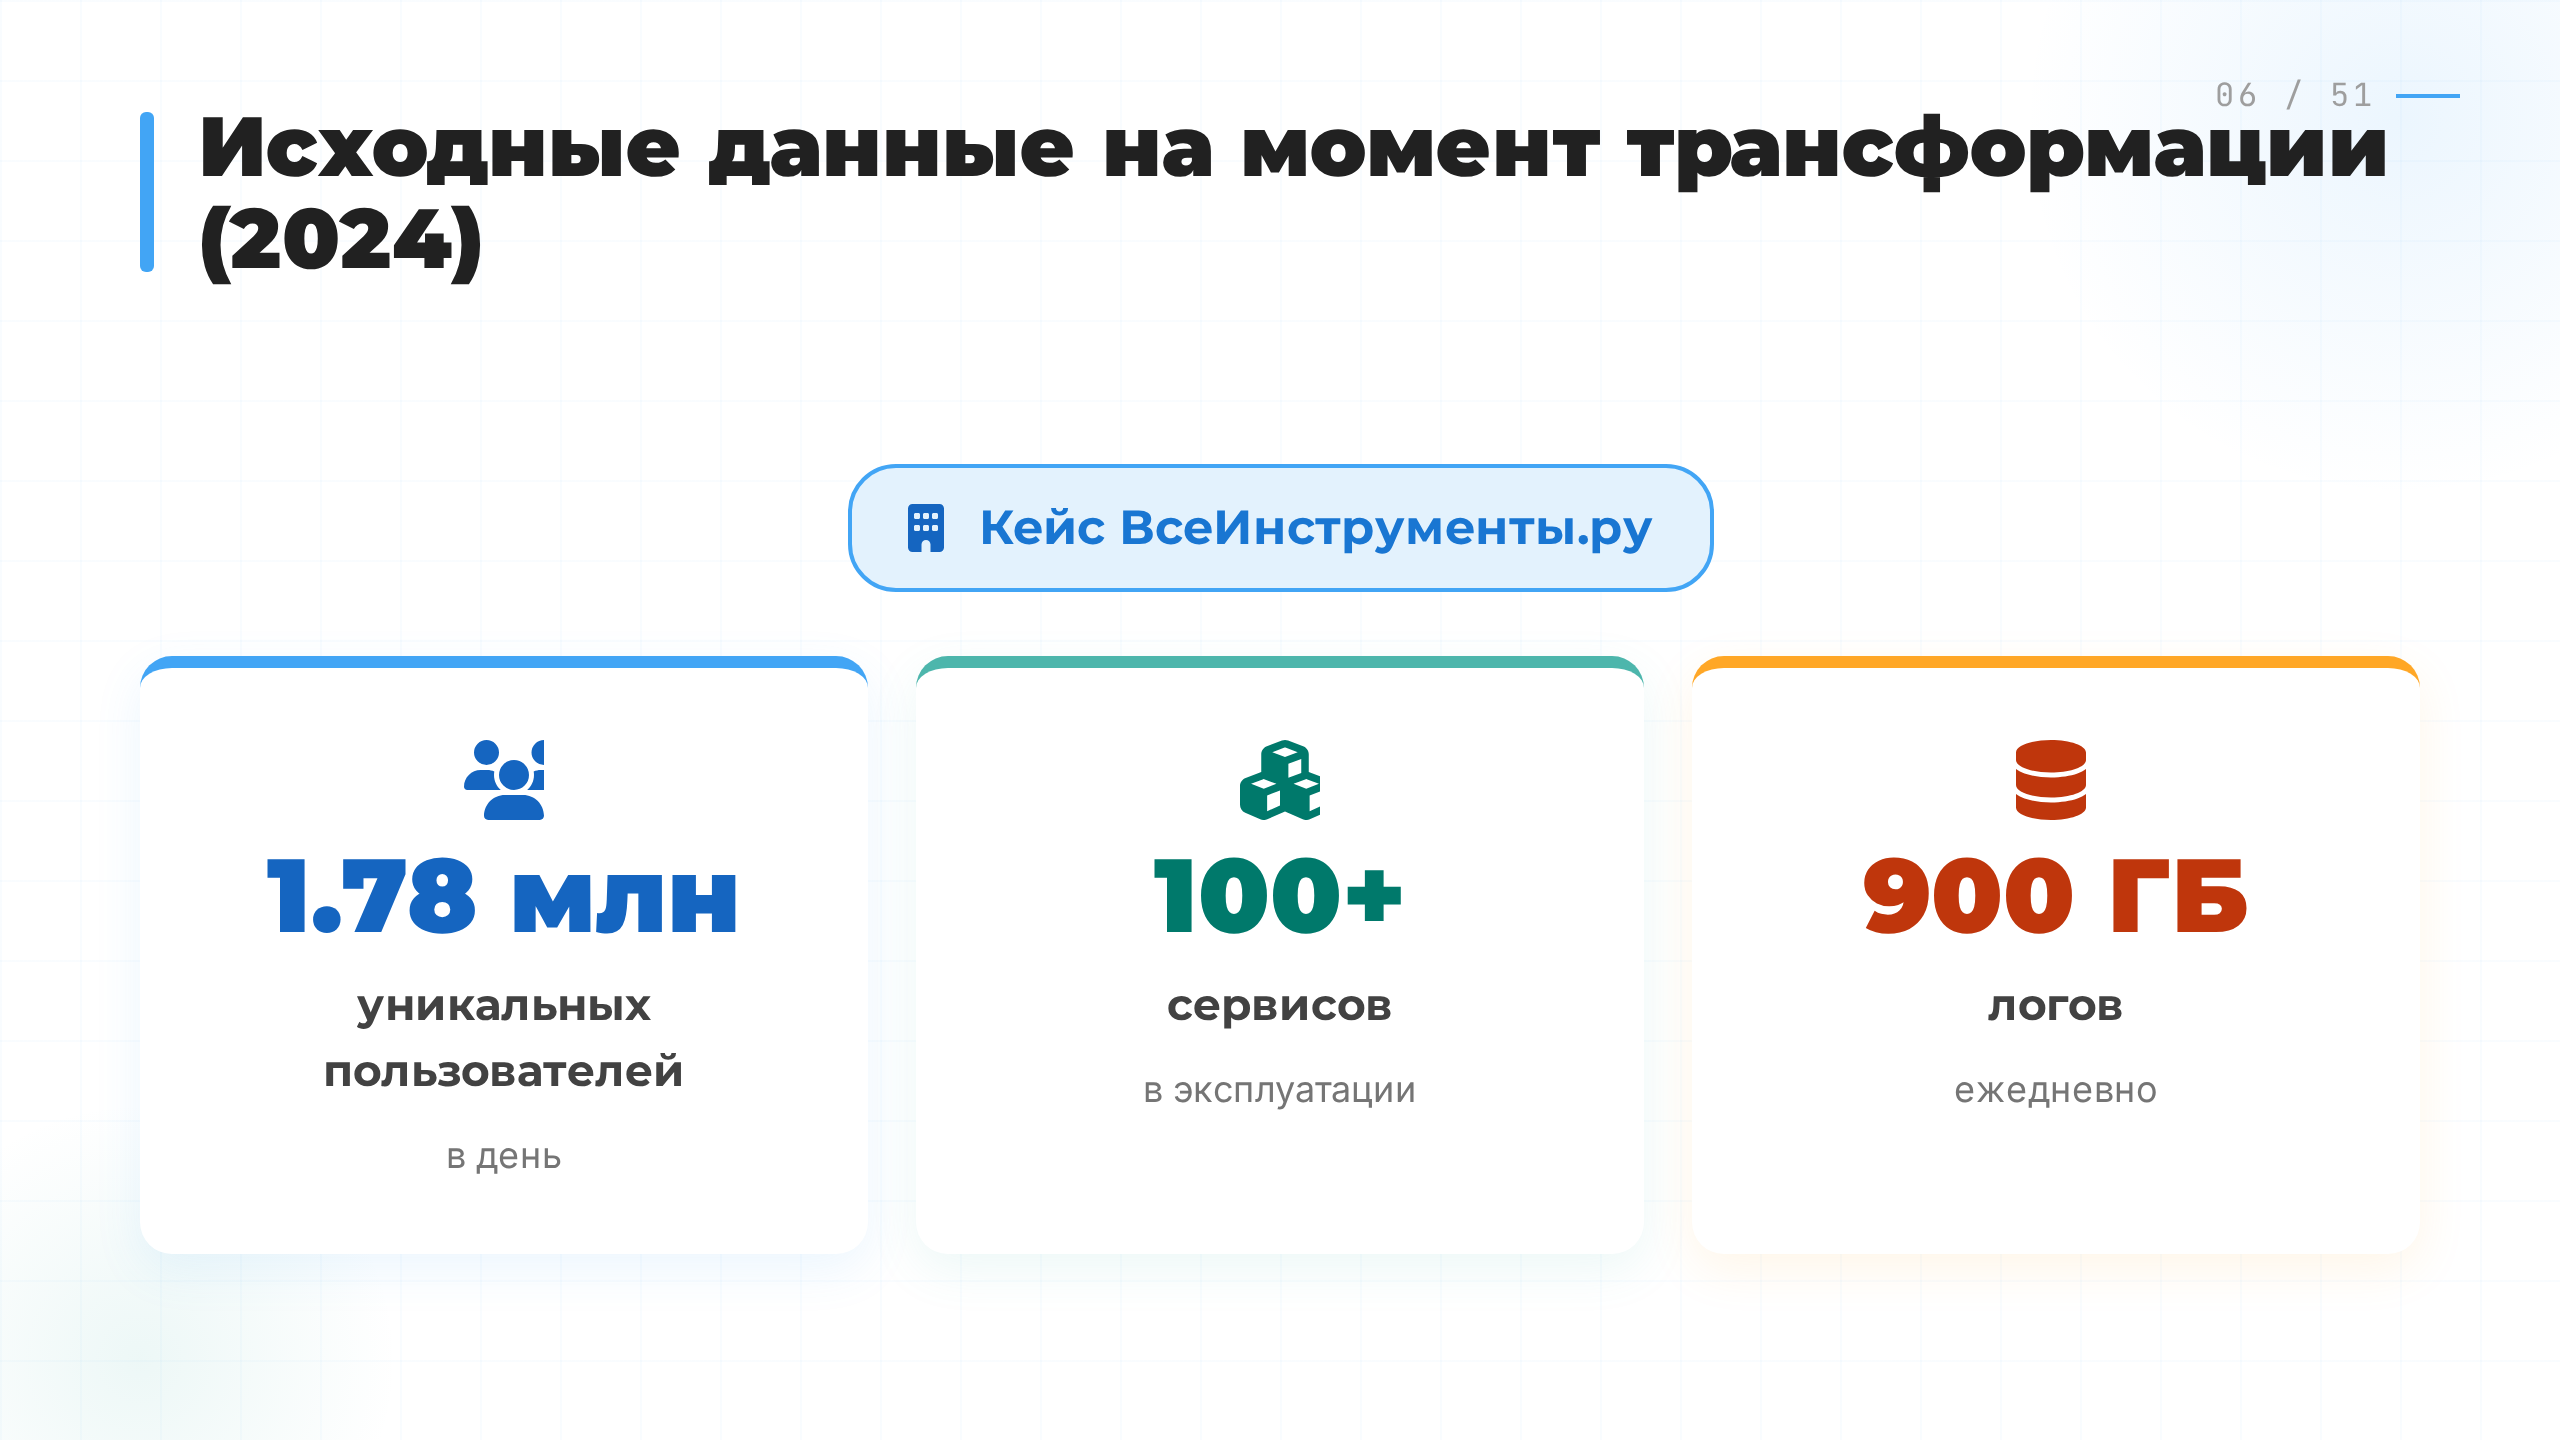 06 / 51
Исходные данные на момент трансформации
(2024)
Кейс ВсеИнструменты.ру
1.78 млн
уникальных
пользователей
в день
100+
сервисов
в эксплуатации
900 ГБ
логов
ежедневно